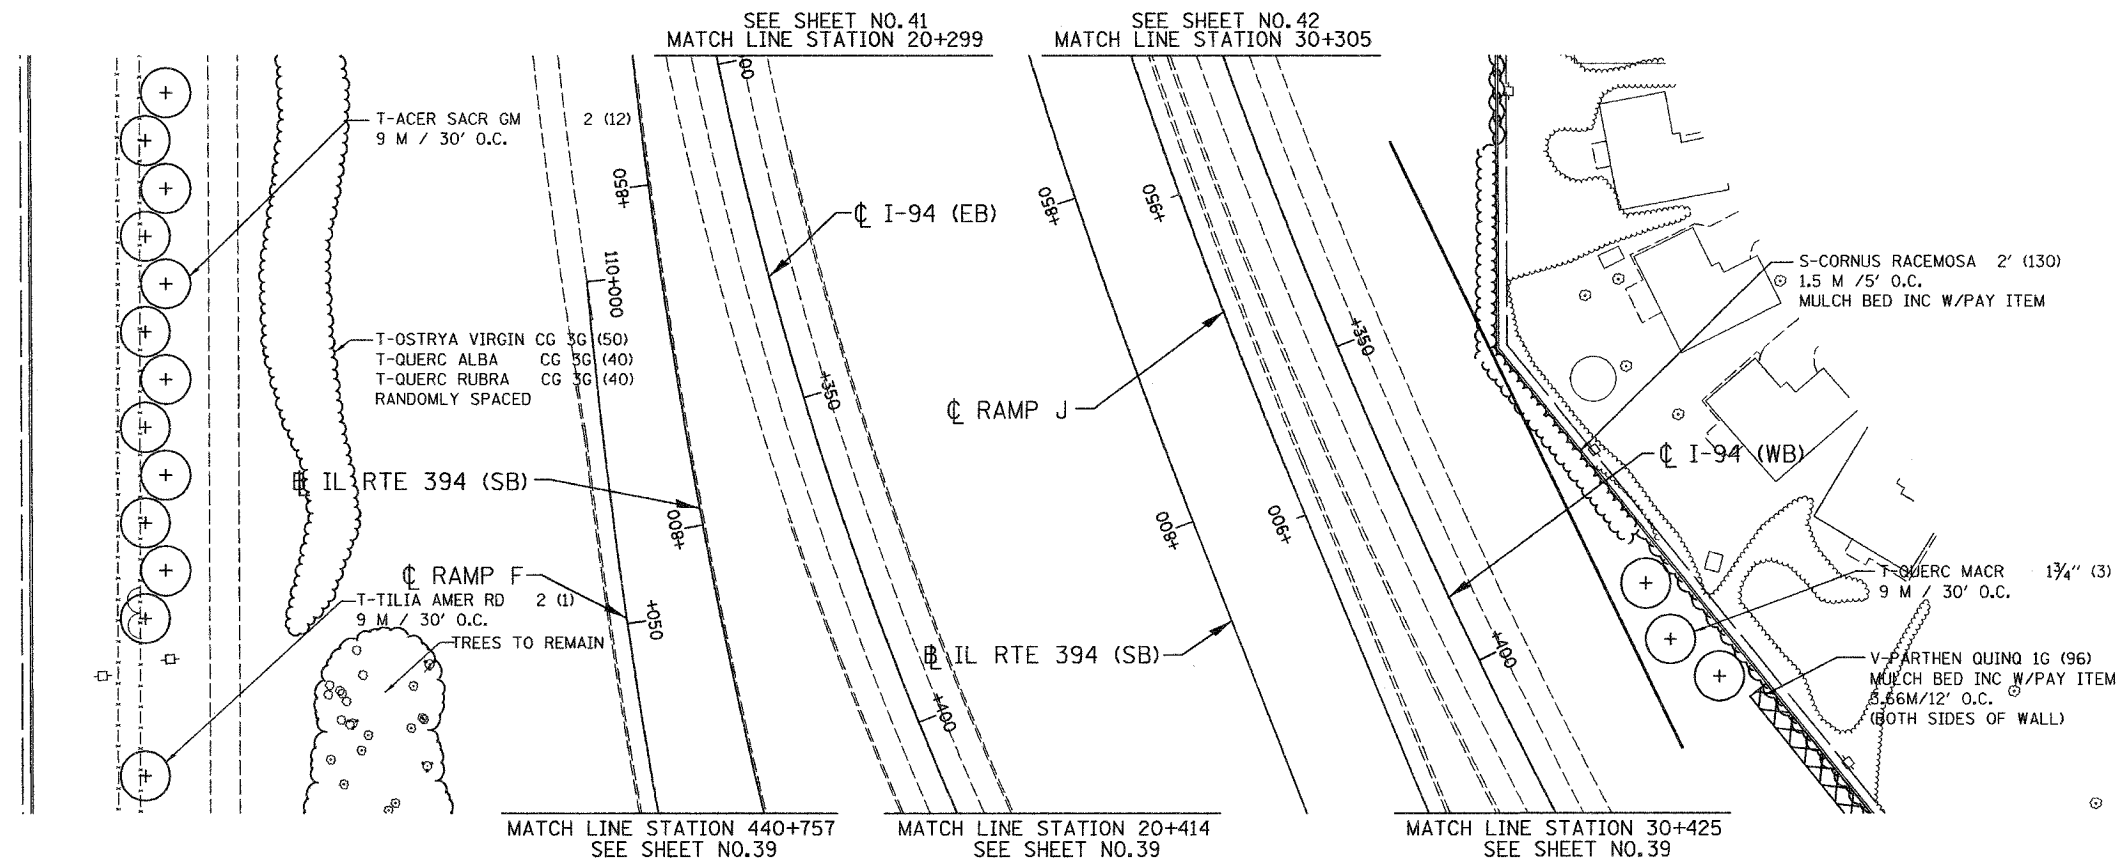 SEE SHEET NO.41
MATCH LINE STATION 20+299
SEE SHEET NO.42
MATCH LINE STATION 30+305
+00
T-ACER SACR GM 2 (12)
9 M / 30' O.C.
+850
℄ I-94 (EB)
+850
+950
110+000
S-CORNUS RACEMOSA 2' (130)
1.5 M /5' O.C.
MULCH BED INC W/PAY ITEM
T-OSTRYA VIRGIN CG 3G (50)
T-QUERC ALBA CG 3G (40)
T-QUERC RUBRA CG 3G (40)
RANDOMLY SPACED
+350
+350
℄ RAMP J
℄ I-94 (WB)
BL IL RTE 394 (SB)
+800
+800
+900
℄ RAMP F
T-TILIA AMER RD 2 (1)
9 M / 30' O.C.
TREES TO REMAIN
+050
T-QUERC MACR 1¾" (3)
9 M / 30' O.C.
BL IL RTE 394 (SB)
+400
+400
V-PARTHEN QUINQ 1G (96)
MULCH BED INC W/PAY ITEM
3.66M/12' O.C.
(BOTH SIDES OF WALL)
MATCH LINE STATION 440+757
SEE SHEET NO.39
MATCH LINE STATION 20+414
SEE SHEET NO.39
MATCH LINE STATION 30+425
SEE SHEET NO.39